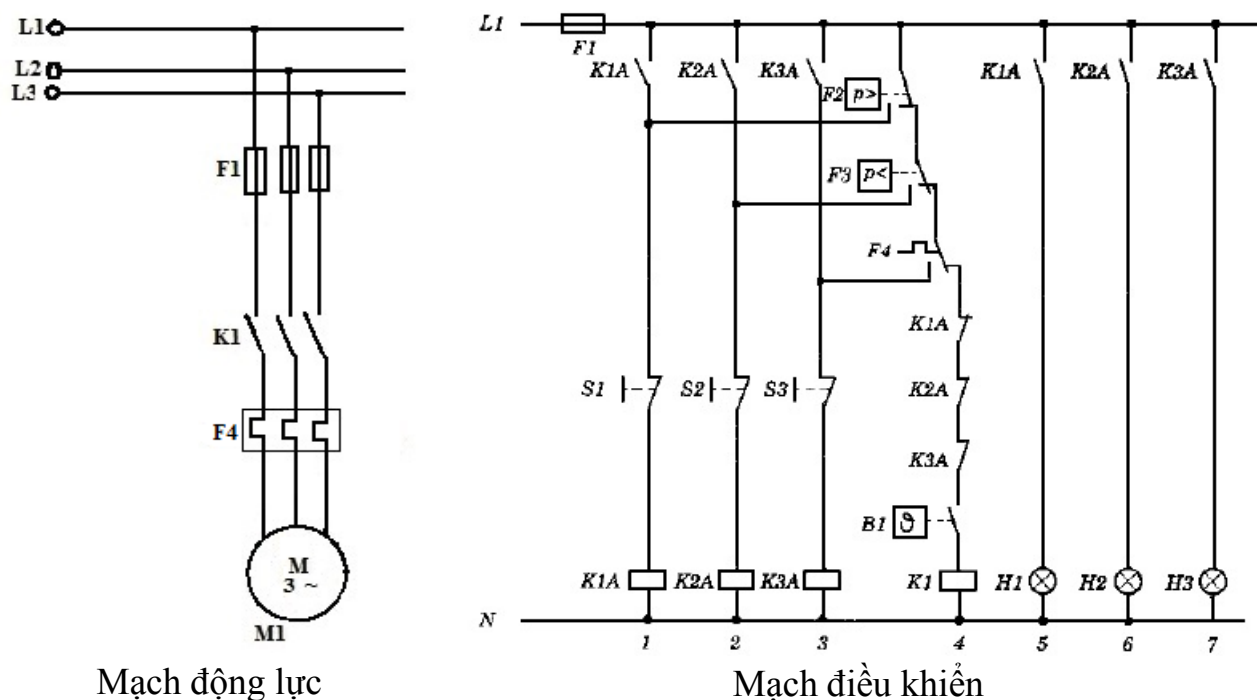 L1
L2
L3
F1
K1
F4
M
3 ~
M1
Mạch động lực
L1
F1
K1A K2A K3A K1A K2A K3A
F2 p>
F3 p<
F4
K1A
S1 S2 S3 K2A
K3A
B1 ϑ
K1A K2A K3A K1 H1 H2 H3
N
1 2 3 4 5 6 7
Mạch điều khiển